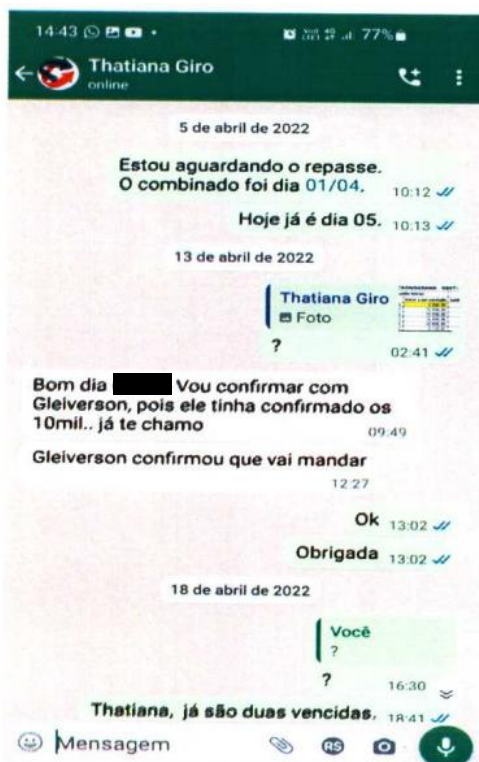 14:43
77%
Thatiana Giro
online
5 de abril de 2022
Estou aguardando o repasse.
O combinado foi dia 01/04. 10:12
Hoje já é dia 05. 10:13
13 de abril de 2022
Thatiana Giro
Foto
?
02:41
Bom dia
Vou confirmar com
Gleiverson, pois ele tinha confirmado os
10mil.. já te chamo
09:49
Gleiverson confirmou que vai mandar
12:27
Ok 13:02
Obrigada 13:02
18 de abril de 2022
Você
?
?
16:30
Thatiana, já são duas vencidas. 18:41
Mensagem
RS